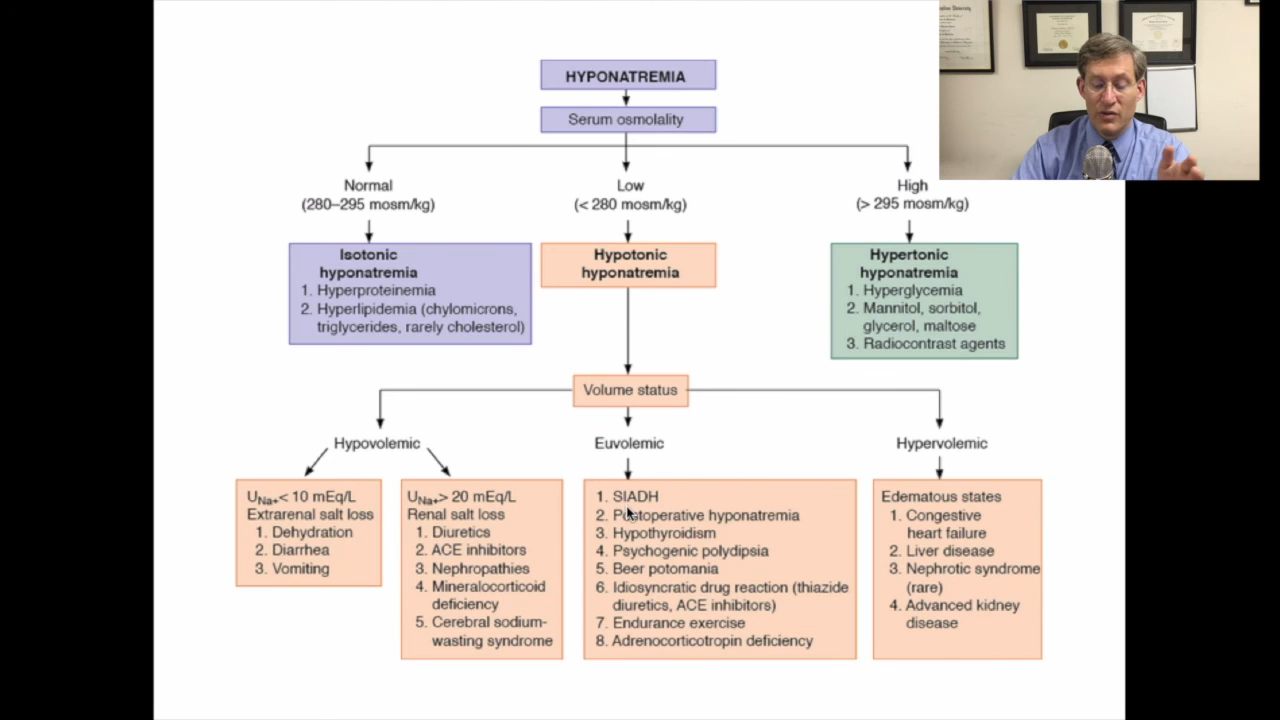 HYPONATREMIA
Serum osmolality
Normal
(280–295 mosm/kg)
Low
(< 280 mosm/kg)
High
(> 295 mosm/kg)
Isotonic
hyponatremia
1. Hyperproteinemia
2. Hyperlipidemia (chylomicrons,
triglycerides, rarely cholesterol)
Hypotonic
hyponatremia
Hypertonic
hyponatremia
1. Hyperglycemia
2. Mannitol, sorbitol,
glycerol, maltose
3. Radiocontrast agents
Volume status
Hypovolemic
Euvolemic
Hypervolemic
UNa+< 10 mEq/L
Extrarenal salt loss
1. Dehydration
2. Diarrhea
3. Vomiting
UNa+> 20 mEq/L
Renal salt loss
1. Diuretics
2. ACE inhibitors
3. Nephropathies
4. Mineralocorticoid
deficiency
5. Cerebral sodium-
wasting syndrome
1. SIADH
2. Postoperative hyponatremia
3. Hypothyroidism
4. Psychogenic polydipsia
5. Beer potomania
6. Idiosyncratic drug reaction (thiazide
diuretics, ACE inhibitors)
7. Endurance exercise
8. Adrenocorticotropin deficiency
Edematous states
1. Congestive
heart failure
2. Liver disease
3. Nephrotic syndrome
(rare)
4. Advanced kidney
disease